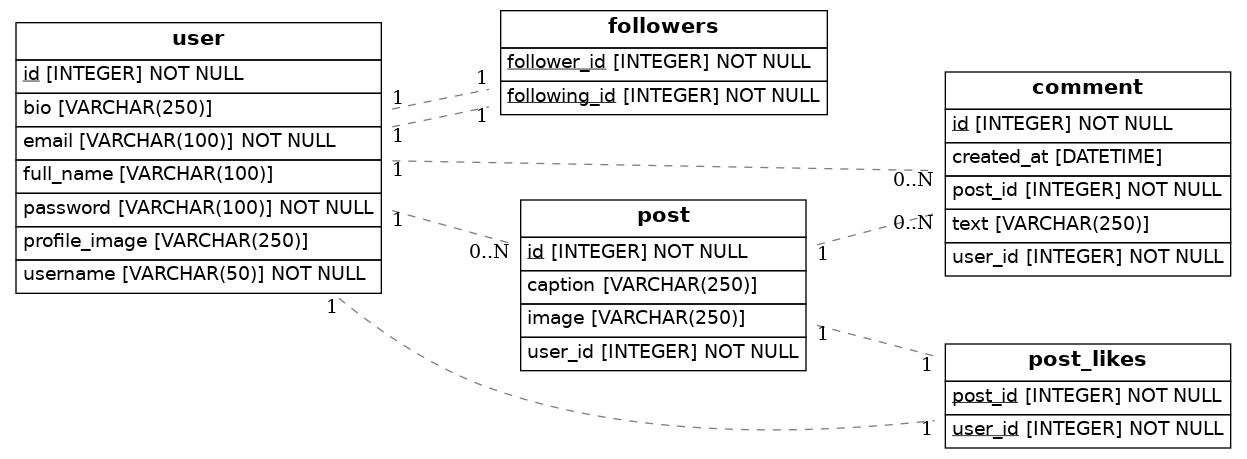 user
id [INTEGER] NOT NULL
bio [VARCHAR(250)]
email [VARCHAR(100)] NOT NULL
full_name [VARCHAR(100)]
password [VARCHAR(100)] NOT NULL
profile_image [VARCHAR(250)]
username [VARCHAR(50)] NOT NULL
1
1
1
1
1
followers
follower_id [INTEGER] NOT NULL
following_id [INTEGER] NOT NULL
1
1
post
id [INTEGER] NOT NULL
caption [VARCHAR(250)]
image [VARCHAR(250)]
user_id [INTEGER] NOT NULL
0..N
1
1
comment
id [INTEGER] NOT NULL
created_at [DATETIME]
post_id [INTEGER] NOT NULL
text [VARCHAR(250)]
user_id [INTEGER] NOT NULL
0..N
0..N
post_likes
post_id [INTEGER] NOT NULL
user_id [INTEGER] NOT NULL
1
1